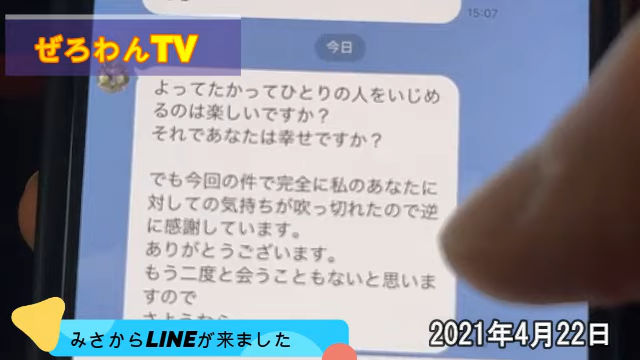 ぜろわんTV
15:07
今日
よってたかってひとりの人をいじめ
るのは楽しいですか?
それであなたは幸せですか?
でも今回の件で完全に私のあなたに
対しての気持ちが吹っ切れたので逆
に感謝しています。
ありがとうございます。
もう二度と会うこともないと思いま
すので
みさからLINEが来ました
2021年4月22日